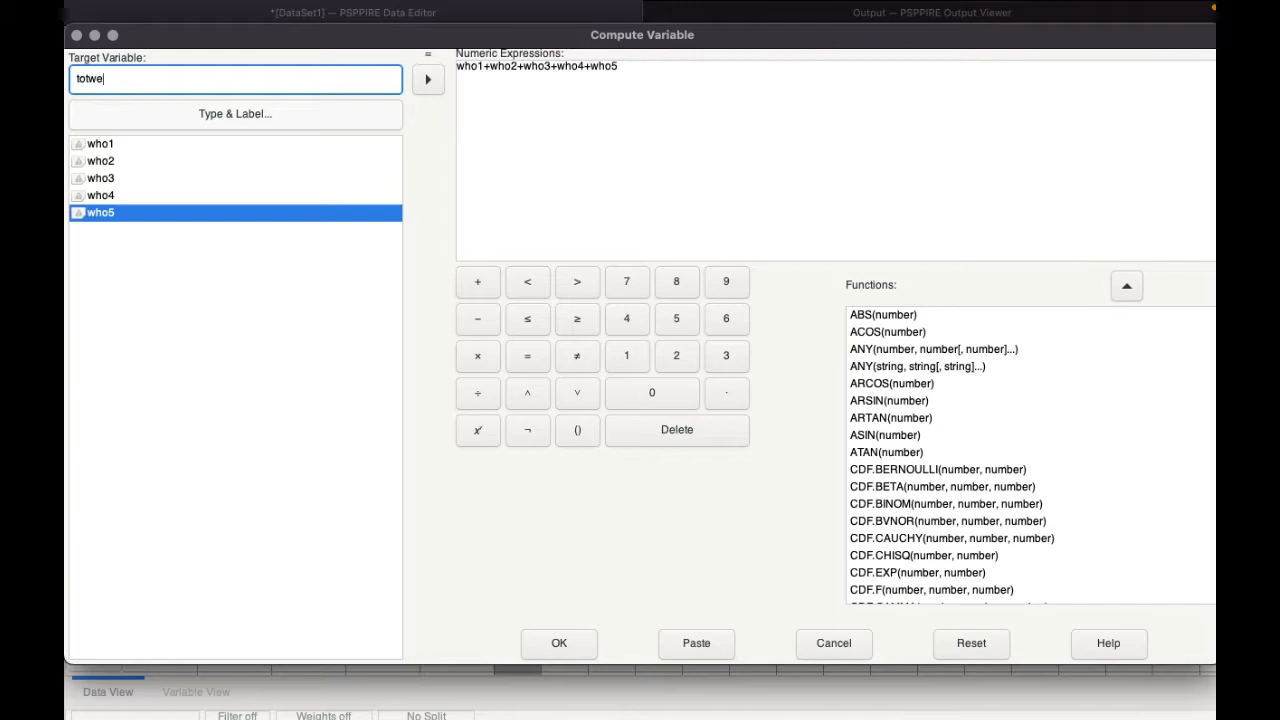 *[DataSet1] — PSPPIRE Data Editor
Output — PSPPIRE Output Viewer
Compute Variable
Target Variable:
=
Numeric Expressions:
totwe
who1+who2+who3+who4+who5
Type & Label...
who1
who2
who3
who4
who5
+ < > 7 8 9
− ≤ ≥ 4 5 6
× = ≠ 1 2 3
÷ ^ v 0 ·
xʸ ¬ () Delete
Functions:
ABS(number)
ACOS(number)
ANY(number, number[, number]...)
ANY(string, string[, string]...)
ARCOS(number)
ARSIN(number)
ARTAN(number)
ASIN(number)
ATAN(number)
CDF.BERNOULLI(number, number)
CDF.BETA(number, number, number)
CDF.BINOM(number, number, number)
CDF.BVNOR(number, number, number)
CDF.CAUCHY(number, number, number)
CDF.CHISQ(number, number)
CDF.EXP(number, number)
CDF.F(number, number, number)
OK Paste Cancel Reset Help
Data View Variable View
Filter off Weights off No Split